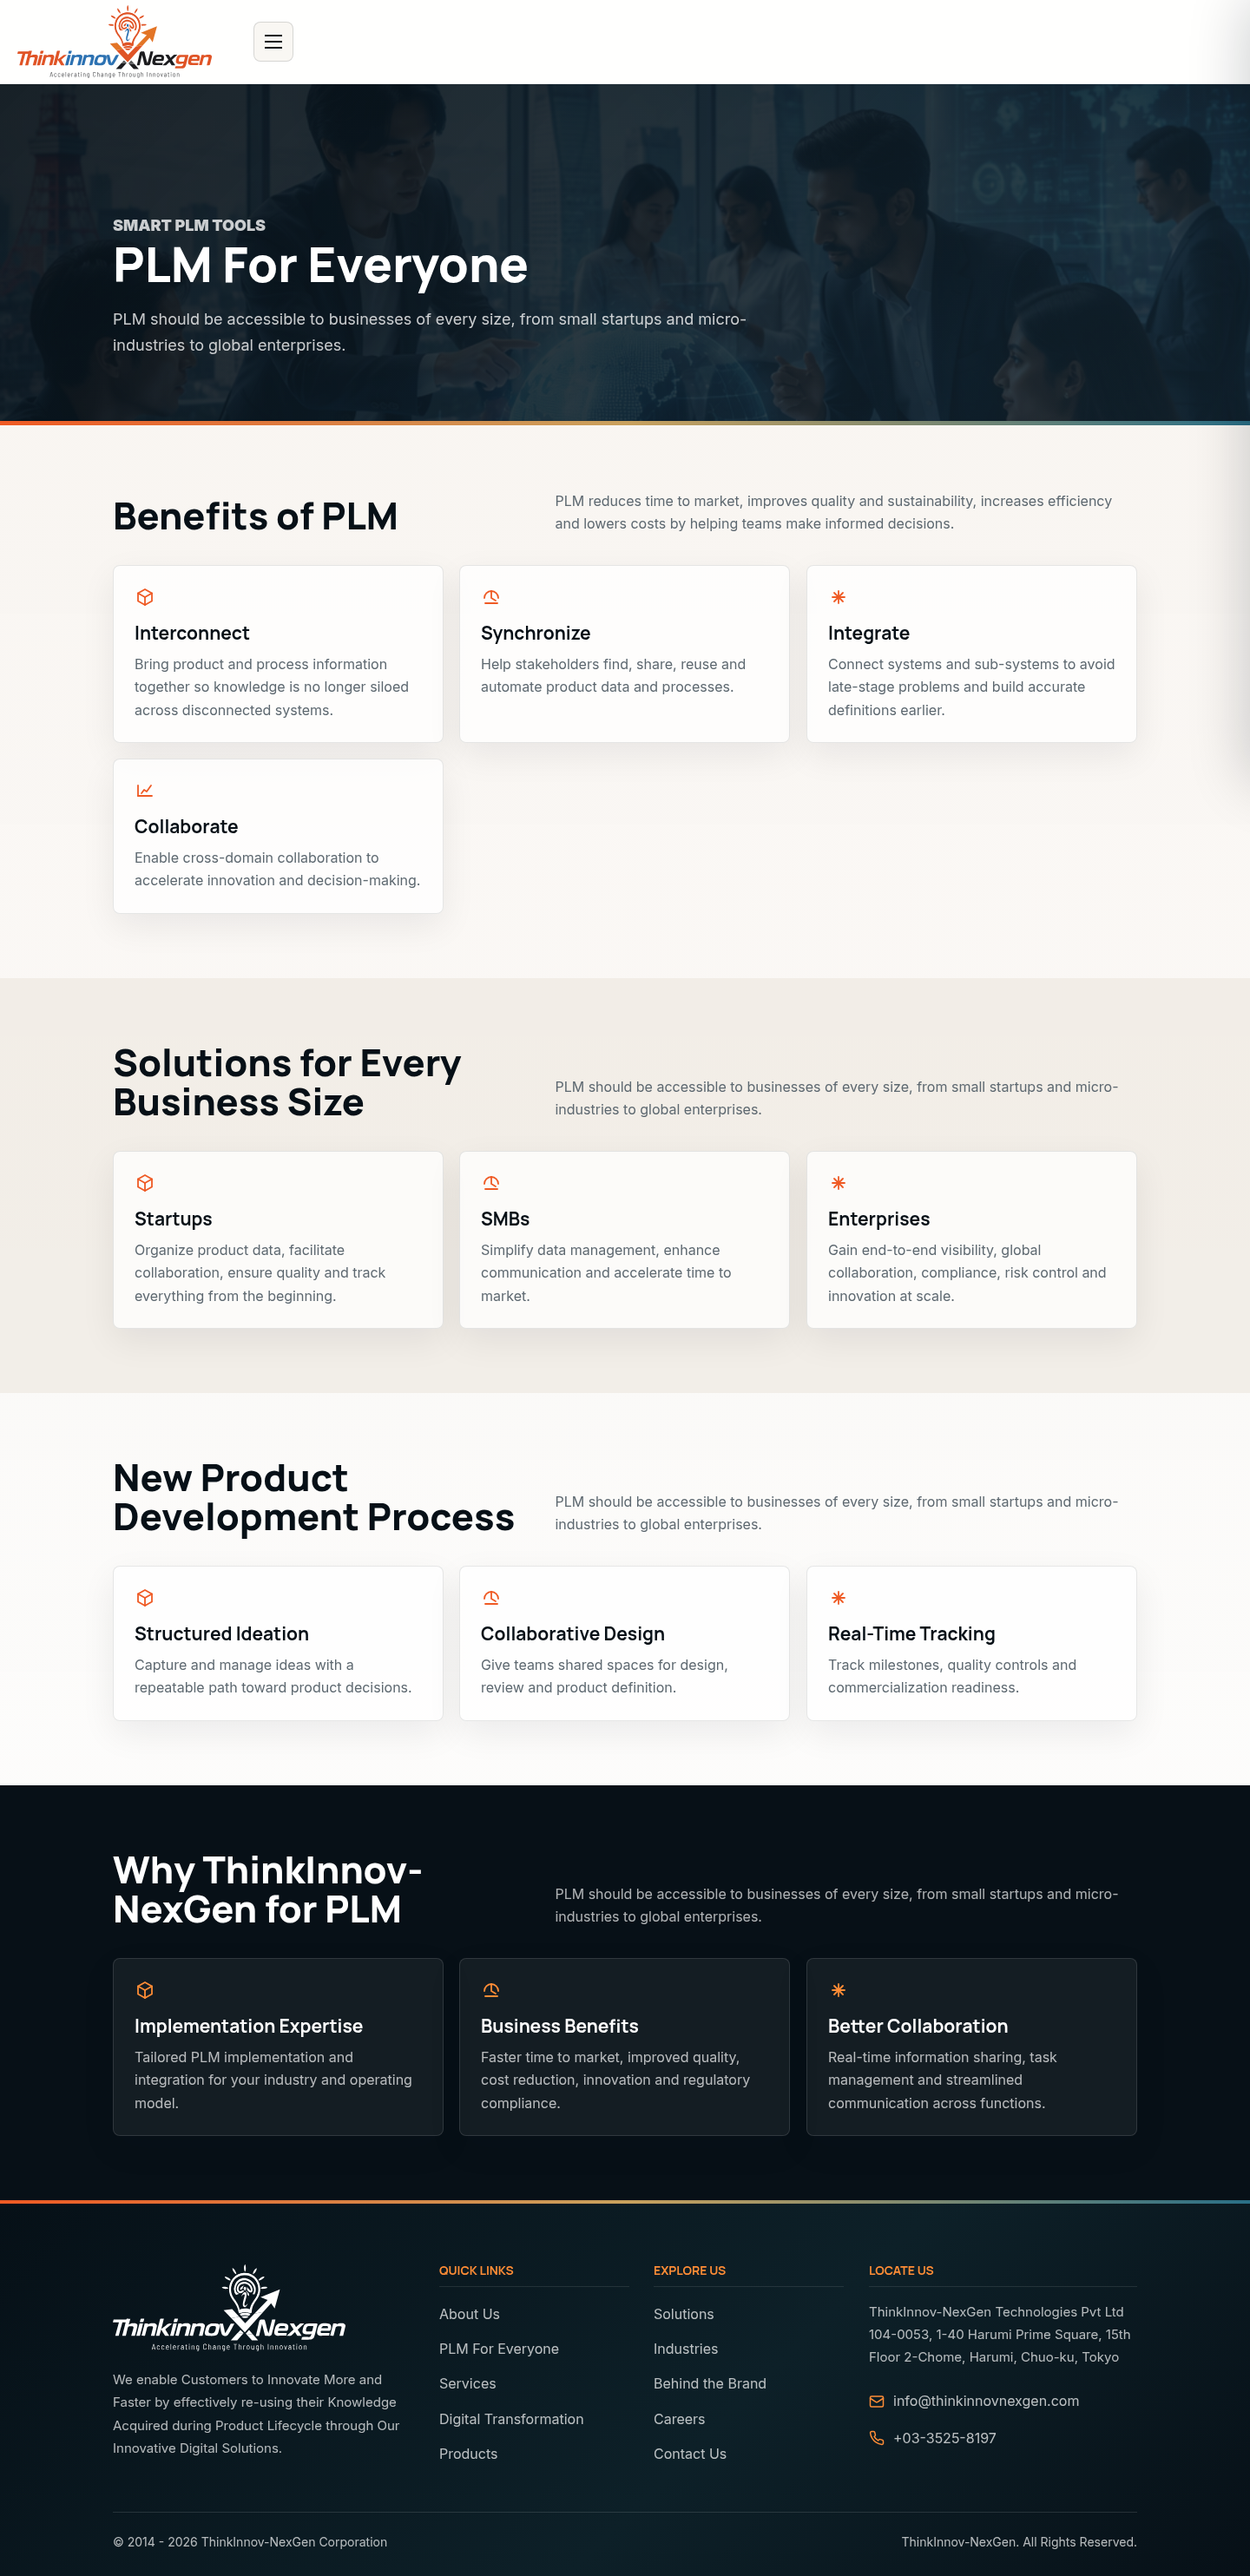 Thinkinnov Nexgen
Accelerating Change Through Innovation
SMART PLM TOOLS
PLM For Everyone
PLM should be accessible to businesses of every size, from small startups and micro-
industries to global enterprises.
Benefits of PLM
PLM reduces time to market, improves quality and sustainability, increases efficiency
and lowers costs by helping teams make informed decisions.
Interconnect
Bring product and process information
together so knowledge is no longer siloed
across disconnected systems.
Synchronize
Help stakeholders find, share, reuse and
automate product data and processes.
Integrate
Connect systems and sub-systems to avoid
late-stage problems and build accurate
definitions earlier.
Collaborate
Enable cross-domain collaboration to
accelerate innovation and decision-making.
Solutions for Every
Business Size
PLM should be accessible to businesses of every size, from small startups and micro-
industries to global enterprises.
Startups
Organize product data, facilitate
collaboration, ensure quality and track
everything from the beginning.
SMBs
Simplify data management, enhance
communication and accelerate time to
market.
Enterprises
Gain end-to-end visibility, global
collaboration, compliance, risk control and
innovation at scale.
New Product
Development Process
PLM should be accessible to businesses of every size, from small startups and micro-
industries to global enterprises.
Structured Ideation
Capture and manage ideas with a
repeatable path toward product decisions.
Collaborative Design
Give teams shared spaces for design,
review and product definition.
Real-Time Tracking
Track milestones, quality controls and
commercialization readiness.
Why ThinkInnov-
NexGen for PLM
PLM should be accessible to businesses of every size, from small startups and micro-
industries to global enterprises.
Implementation Expertise
Tailored PLM implementation and
integration for your industry and operating
model.
Business Benefits
Faster time to market, improved quality,
cost reduction, innovation and regulatory
compliance.
Better Collaboration
Real-time information sharing, task
management and streamlined
communication across functions.
Thinkinnov Nexgen
Accelerating Change Through Innovation
We enable Customers to Innovate More and
Faster by effectively re-using their Knowledge
Acquired during Product Lifecycle through Our
Innovative Digital Solutions.
QUICK LINKS
About Us
PLM For Everyone
Services
Digital Transformation
Products
EXPLORE US
Solutions
Industries
Behind the Brand
Careers
Contact Us
LOCATE US
ThinkInnov-NexGen Technologies Pvt Ltd
104-0053, 1-40 Harumi Prime Square, 15th
Floor 2-Chome, Harumi, Chuo-ku, Tokyo
info@thinkinnovnexgen.com
+03-3525-8197
© 2014 - 2026 ThinkInnov-NexGen Corporation
ThinkInnov-NexGen. All Rights Reserved.